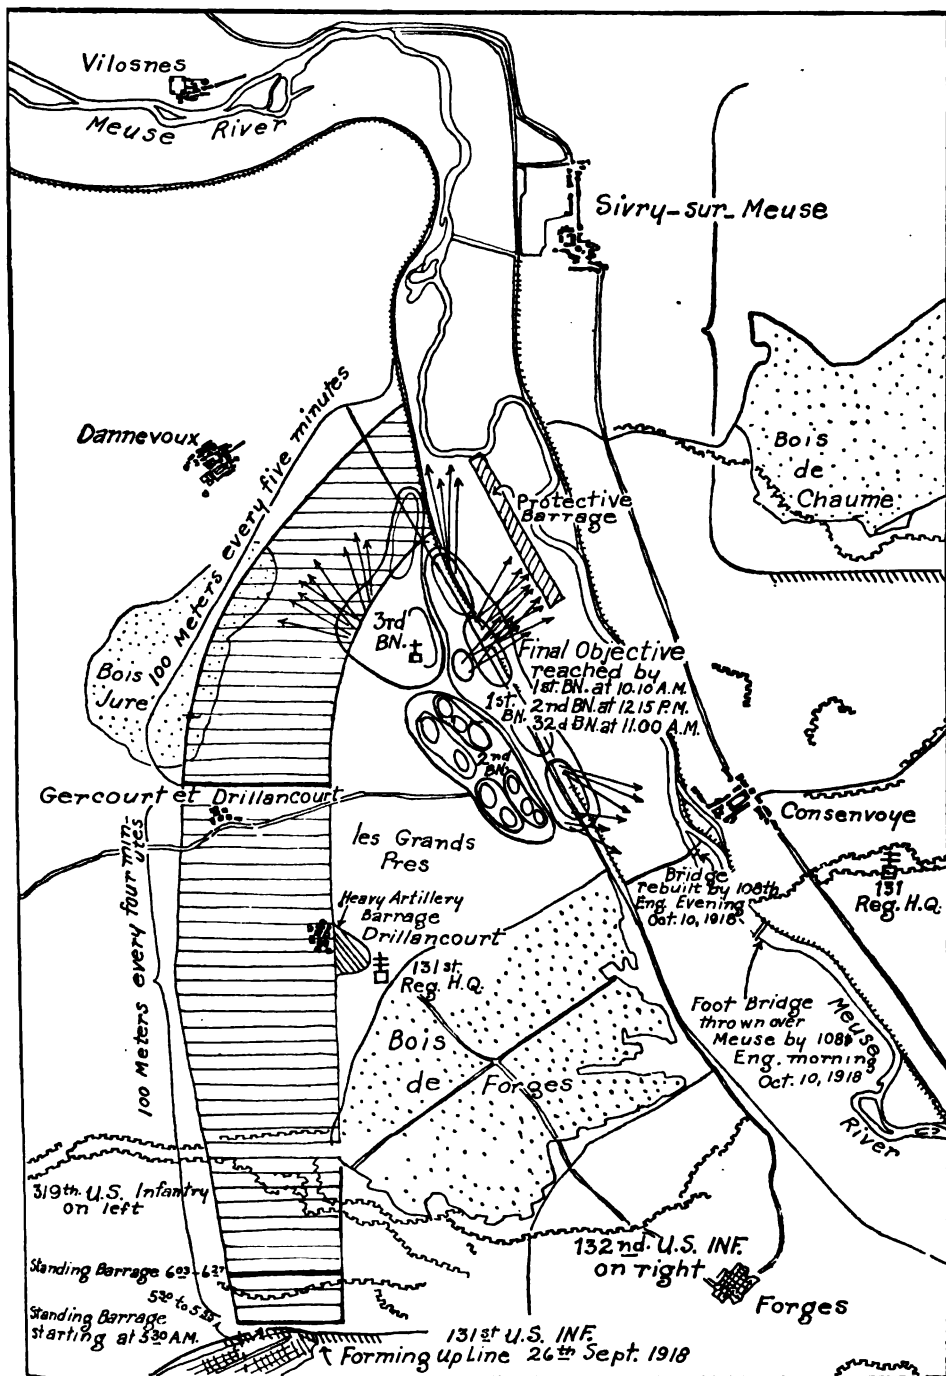 Vilosnes
Meuse River
Sivry-sur-Meuse
Dannevoux
100 Meters every five minutes
Bois
de
Chaume
Protective
Barrage
3rd
BN.
Bois
Jure
Final Objective
reached by
1st. BN. at 10.10 A.M.
2nd BN. at 12.15 P.M.
32d BN. at 11.00 A.M.
1st.
BN.
2nd
BN.
Gercourt et Drillancourt
Consenvoye
100 Meters every four min-
utes
les Grands
Pres
Bridge
rebuilt by 108th
Eng. Evening
Oct. 10, 1918
131
Reg. H.Q.
Heavy Artillery
Barrage
Drillancourt
131st.
Reg. H.Q.
Foot Bridge
thrown over
Meuse by 108th
Eng. morning
Oct. 10, 1918
Meuse
River
Bois
de Forges
319th. U.S. Infantry
on left
132nd. U.S. INF.
on right
Forges
Standing Barrage 6 03 - 6 27
5 30 to 5 55
Standing Barrage
starting at 5 30 A.M.
131st U.S. INF.
Forming Up Line 26th Sept. 1918